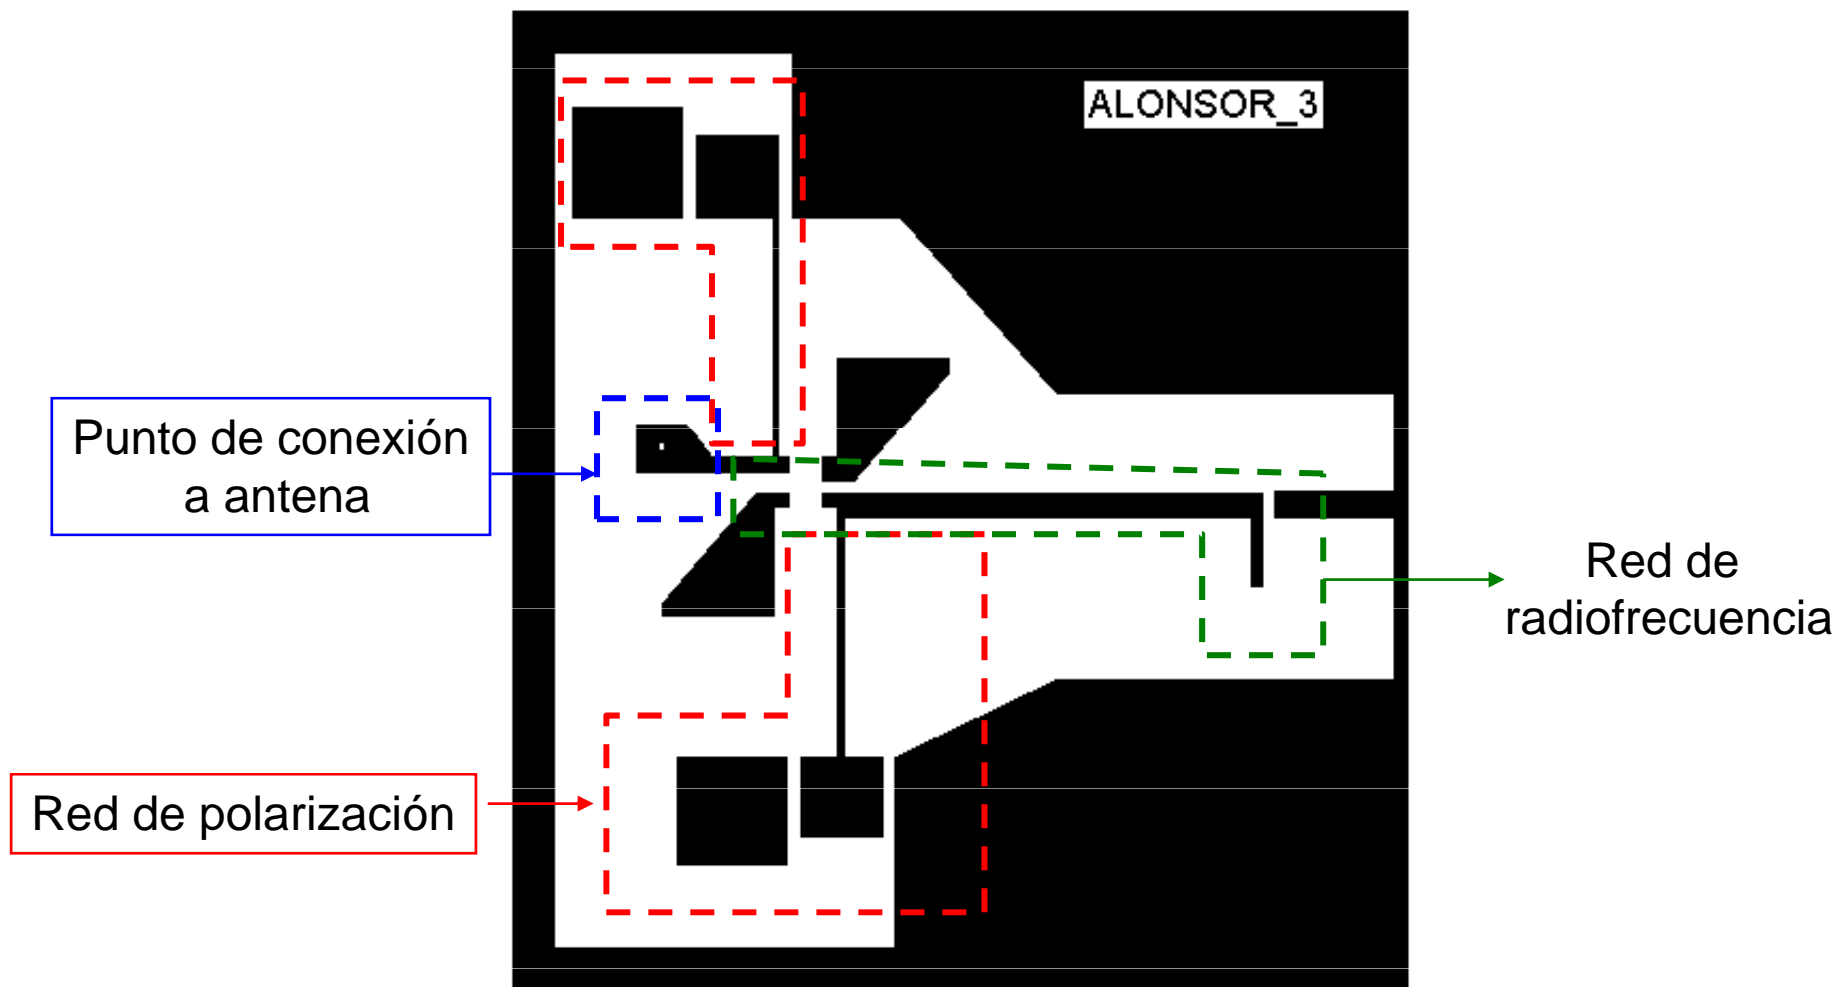 ALONSOR_3
Punto de conexión
a antena
Red de
radiofrecuencia
Red de polarización